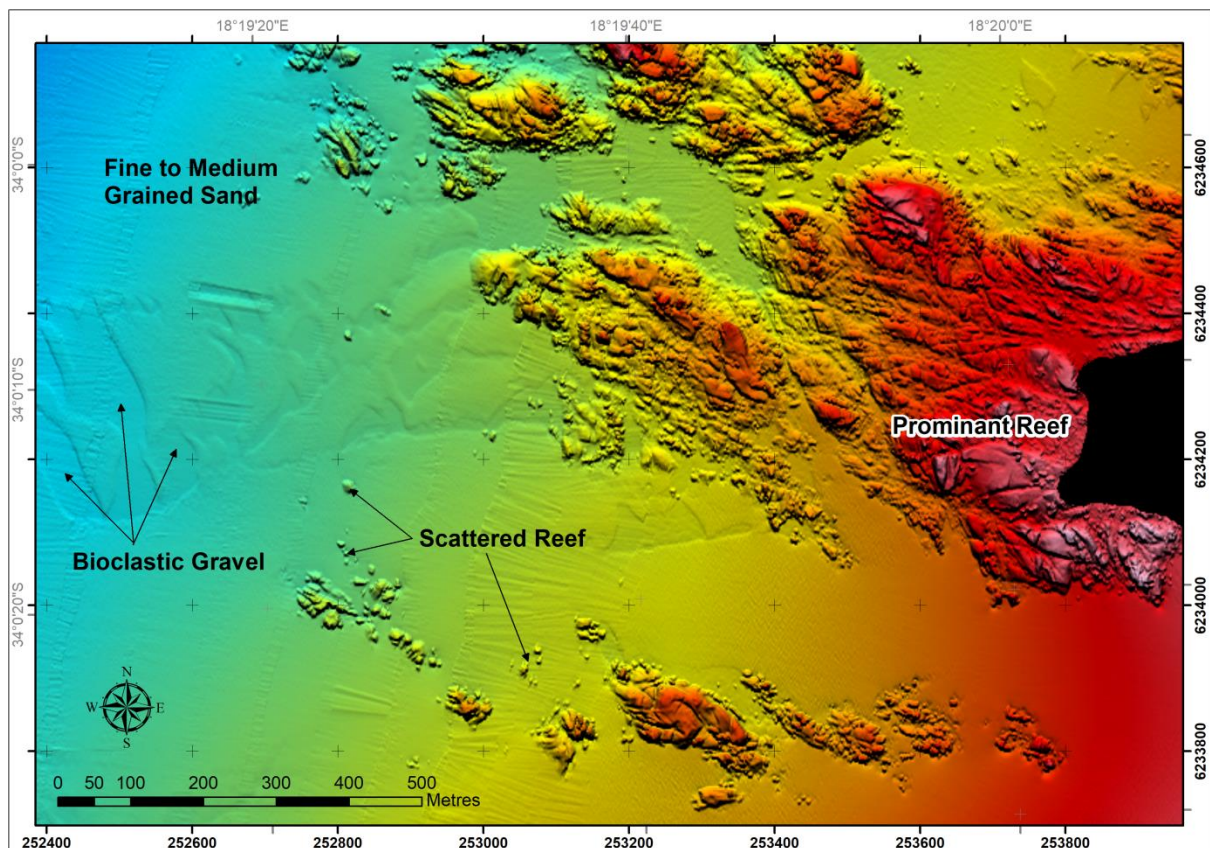 18°19'20"E
18°19'40"E
18°20'0"E
34°0'0"S
34°0'10"S
34°0'20"S
6234600
6234400
6234200
6234000
6233800
Fine to Medium
Grained Sand
Prominant Reef
Scattered Reef
Bioclastic Gravel
N
W E
S
0 50 100 200 300 400 500
Metres
252400 252600 252800 253000 253200 253400 253600 253800